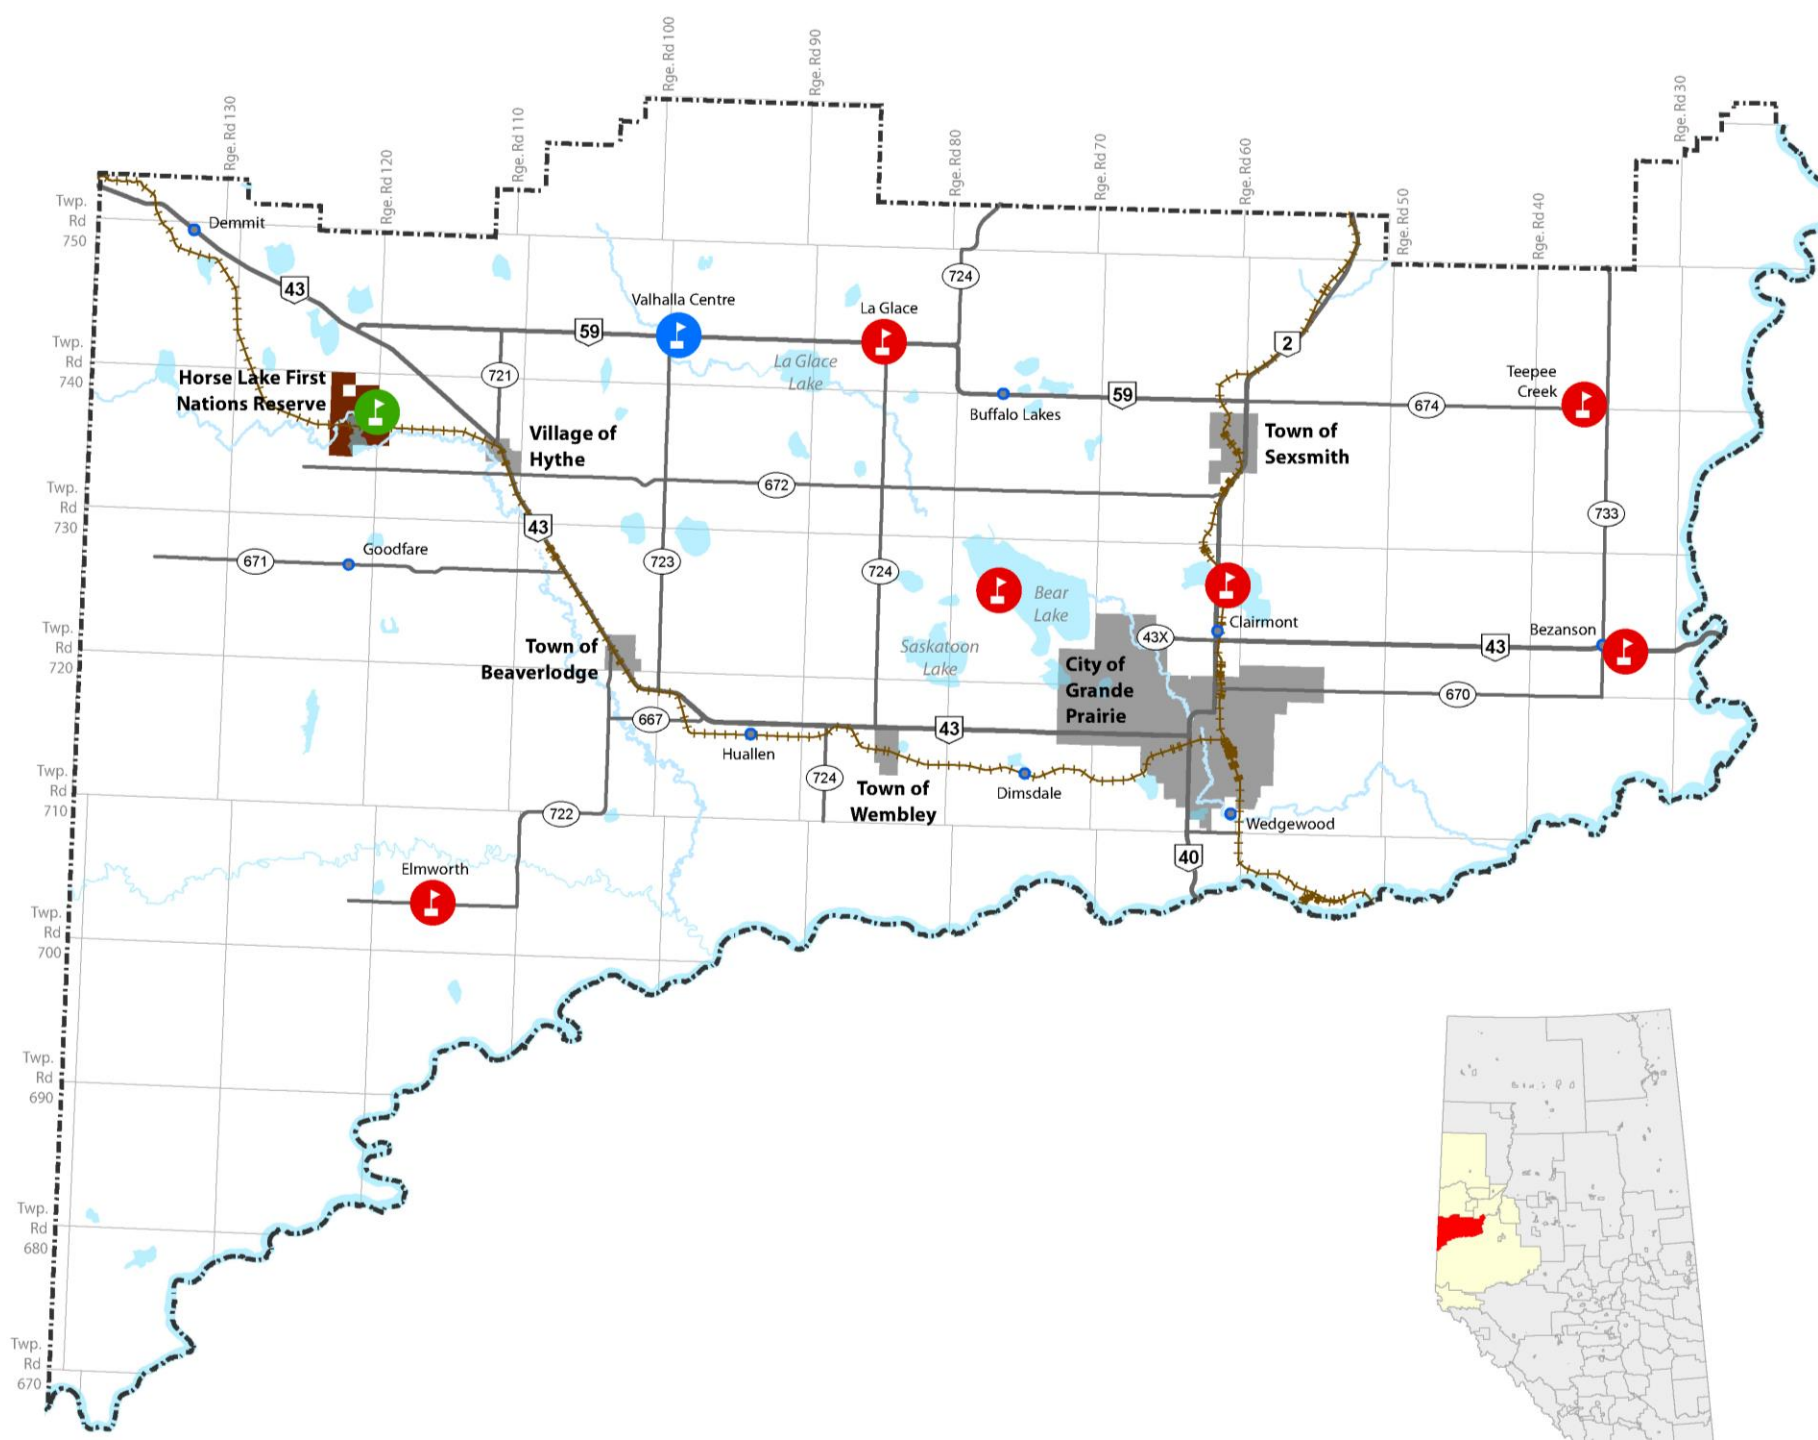 Rge. Rd 100
Rge. Rd 90
Rge. Rd 30
Rge. Rd 130
Rge. Rd 110
Rge. Rd 80
Rge. Rd 70
Rge. Rd 60
Rge. Rd 120
Rge. Rd 50
Rge. Rd 40
Twp.
Rd
750
Demmit
43
724
Valhalla Centre
La Glace
59
2
Twp.
Rd
740
La Glace
Lake
721
Horse Lake First
Nations Reserve
Buffalo Lakes
59
674
Teepee
Creek
Village of
Hythe
Town of
Sexsmith
672
Twp.
Rd
730
43
733
Goodfare
671
723
724
Bear
Lake
Twp.
Rd
720
Town of
Beaverlodge
Saskatoon
Lake
43X
Clairmont
43
Bezanson
City of
Grande
Prairie
670
667
43
Huallen
724
Dimsdale
Town of
Wembley
Twp.
Rd
710
722
Wedgewood
40
Elmworth
Twp.
Rd
700
Twp.
Rd
690
Twp.
Rd
680
Twp.
Rd
670